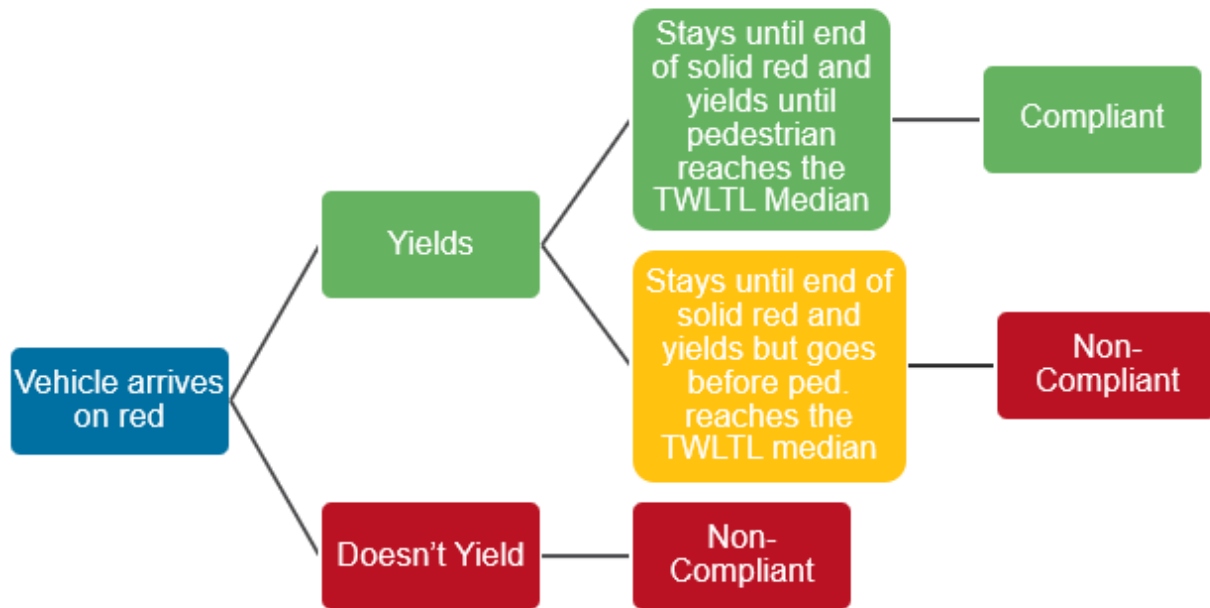 Vehicle arrives
on red
Yields
Stays until end
of solid red and
yields until
pedestrian
reaches the
TWLTL Median
Compliant
Stays until end of
solid red and
yields but goes
before ped.
reaches the
TWLTL median
Non-
Compliant
Doesn’t Yield
Non-
Compliant